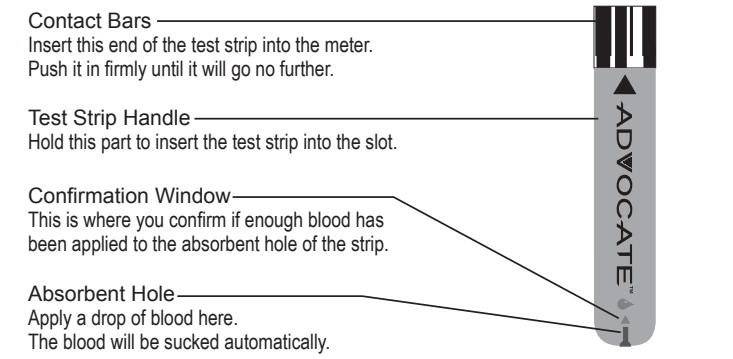 Contact Bars
Insert this end of the test strip into the meter.
Push it in firmly until it will go no further.
Test Strip Handle
Hold this part to insert the test strip into the slot.
Confirmation Window
This is where you confirm if enough blood has
been applied to the absorbent hole of the strip.
Absorbent Hole
Apply a drop of blood here.
The blood will be sucked automatically.
ADVOCATE™